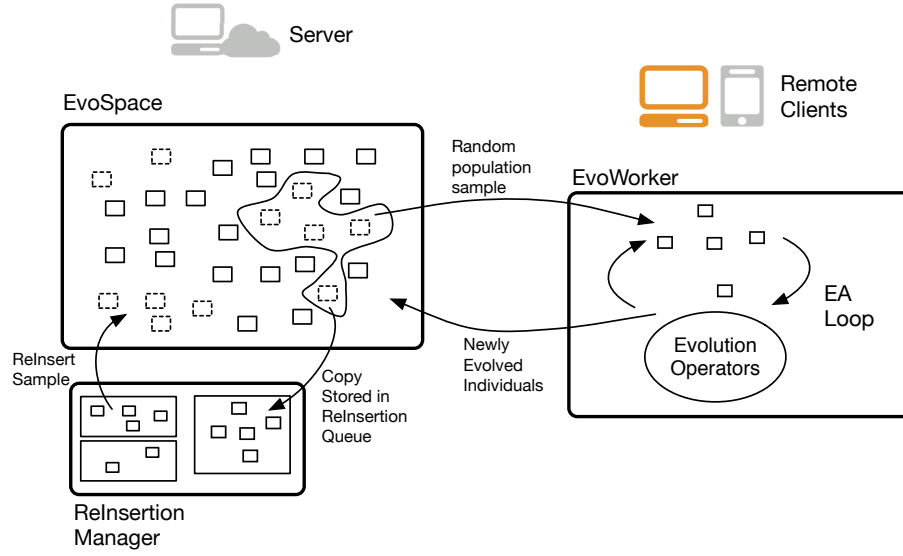 Server
Remote
Clients
EvoSpace
Random
population
sample
EvoWorker
EA
Loop
Evolution
Operators
Newly
Evolved
Individuals
ReInsert
Sample
Copy
Stored in
ReInsertion
Queue
ReInsertion
Manager